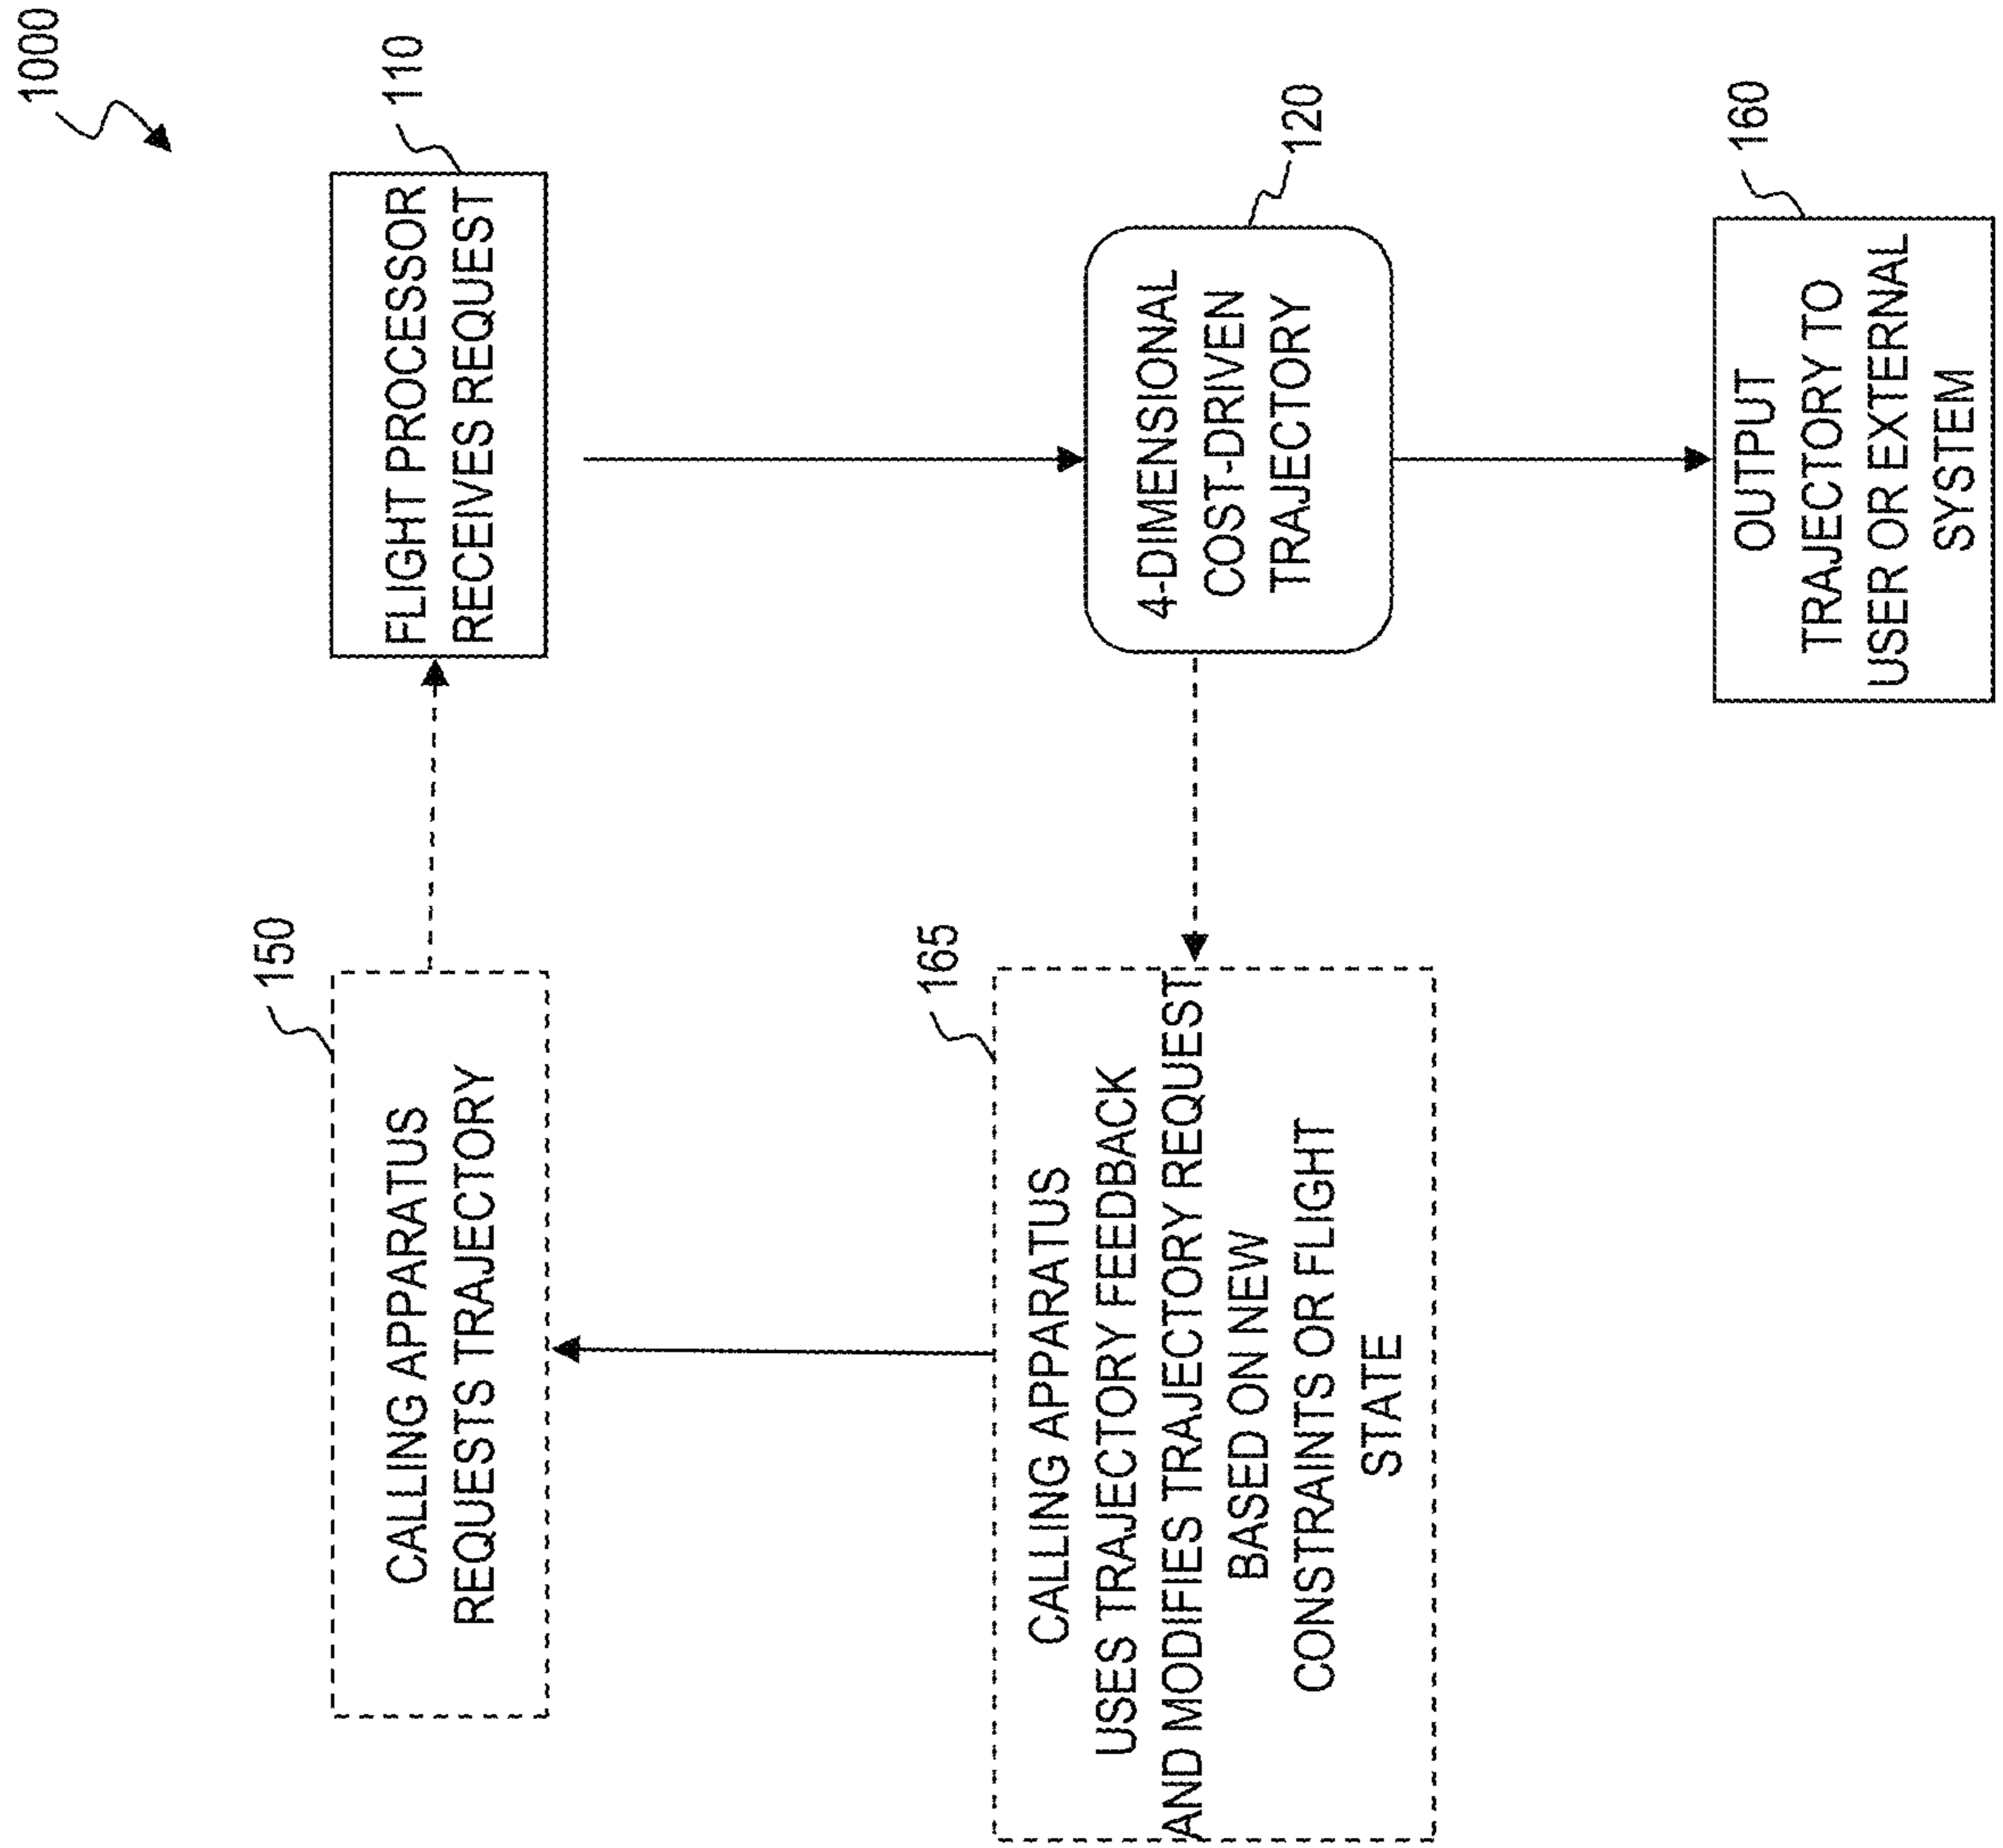 1000
150
CALLING APPARATUS
REQUESTS TRAJECTORY
110
FLIGHT PROCESSOR
RECEIVES REQUEST
165
CALLING APPARATUS
USES TRAJECTORY FEEDBACK
AND MODIFIES TRAJECTORY REQUEST
BASED ON NEW
CONSTRAINTS OR FLIGHT
STATE
120
4-DIMENSIONAL
COST-DRIVEN
TRAJECTORY
160
OUTPUT
TRAJECTORY TO
USER OR EXTERNAL
SYSTEM